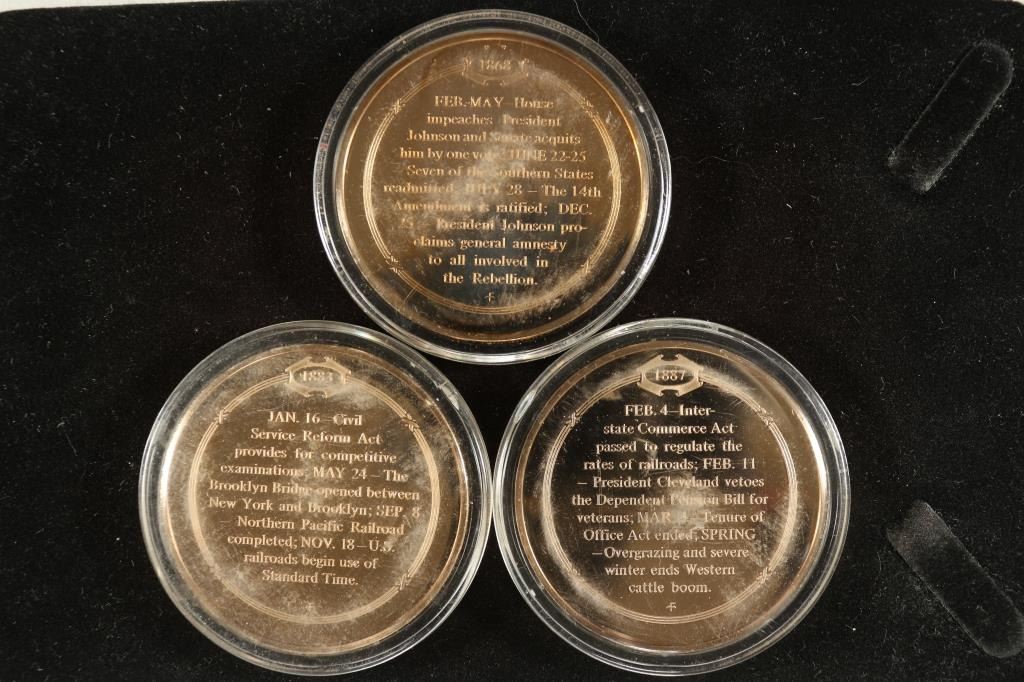 1868
FEB.-MAY—House
impeaches President
Johnson and Senate acquits
him by one vote; JUNE 22-25
Seven of the Southern States
readmitted; JULY 28 – The 14th
Amendment is ratified; DEC.
President Johnson pro-
claims general amnesty
to all involved in
the Rebellion.
1883
JAN. 16—Civil
Service Reform Act
provides for competitive
examinations; MAY 24—The
Brooklyn Bridge opened between
New York and Brooklyn; SEP. 8
Northern Pacific Railroad
completed; NOV. 18—U.S.
railroads begin use of
Standard Time.
1887
FEB. 4—Inter-
state Commerce Act
passed to regulate the
rates of railroads; FEB. 11
– President Cleveland vetoes
the Dependent Pension Bill for
veterans; MAR. Tenure of
Office Act ended; SPRING
—Overgrazing and severe
winter ends Western
cattle boom.